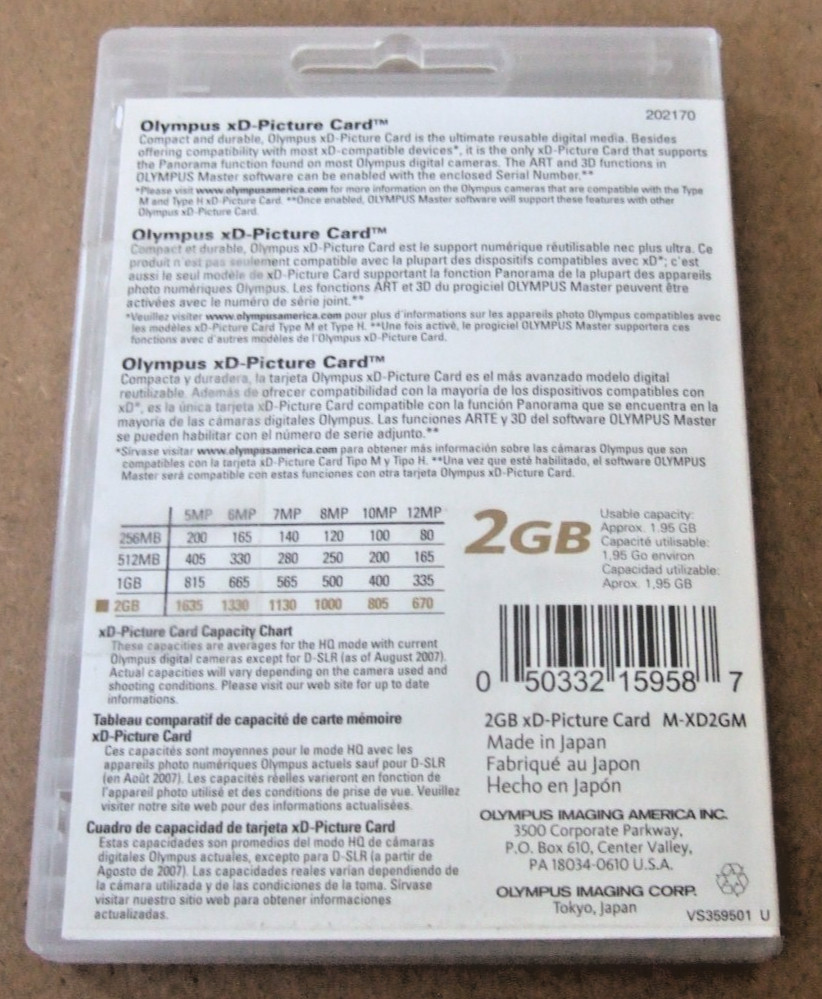 202170
Olympus xD-Picture Card™
Compact and durable, Olympus xD-Picture Card is the ultimate reusable digital media. Besides
offering compatibility with most xD-compatible devices*, it is the only xD-Picture Card that supports
the Panorama function found on most Olympus digital cameras. The ART and 3D functions in
OLYMPUS Master software can be enabled with the enclosed Serial Number.**
*Please visit www.olympusamerica.com for more information on the Olympus cameras that are compatible with the Type
M and Type H xD-Picture Card. **Once enabled, OLYMPUS Master software will support these features with other
Olympus xD-Picture Card.
Olympus xD-Picture Card™
Compact et durable, Olympus xD-Picture Card est le support numérique réutilisable nec plus ultra. Ce
produit n'est pas seulement compatible avec la plupart des dispositifs compatibles avec xD*; c'est
aussi le seul modèle de xD-Picture Card supportant la fonction Panorama de la plupart des appareils
photo numériques Olympus. Les fonctions ART et 3D du progiciel OLYMPUS Master peuvent être
activées avec le numéro de série joint.**
*Veuillez visiter www.olympusamerica.com pour plus d'informations sur les appareils photo Olympus compatibles avec
les modèles xD-Picture Card Type M et Type H. **Une fois activé, le progiciel OLYMPUS Master supportera ces
fonctions avec d'autres modèles de l'Olympus xD-Picture Card.
Olympus xD-Picture Card™
Compacta y duradera, la tarjeta Olympus xD-Picture Card es el más avanzado modelo digital
reutilizable. Además de ofrecer compatibilidad con la mayoría de los dispositivos compatibles con
xD*, es la única tarjeta xD-Picture Card compatible con la función Panorama que se encuentra en la
mayoría de las cámaras digitales Olympus. Las funciones ARTE y 3D del software OLYMPUS Master
se pueden habilitar con el número de serie adjunto.**
*Sírvase visitar www.olympusamerica.com para obtener más información sobre las cámaras Olympus que son
compatibles con la tarjeta xD-Picture Card Tipo M y Tipo H. **Una vez que esté habilitado, el software OLYMPUS
Master será compatible con estas funciones con otra tarjeta Olympus xD-Picture Card.
5MP 6MP 7MP 8MP 10MP 12MP
256MB 200 165 140 120 100 80
512MB 405 330 280 250 200 165
1GB 815 665 565 500 400 335
2GB 1635 1330 1130 1000 805 670
xD-Picture Card Capacity Chart
These capacities are averages for the HQ mode with current
Olympus digital cameras except for D-SLR (as of August 2007).
Actual capacities will vary depending on the camera used and
shooting conditions. Please visit our web site for up to date
informations.
Tableau comparatif de capacité de carte mémoire
xD-Picture Card
Ces capacités sont moyennes pour le mode HQ avec les
appareils photo numériques Olympus actuels sauf pour D-SLR
(en Août 2007). Les capacités réelles varieront en fonction de
l'appareil photo utilisé et des conditions de prise de vue. Veuillez
visiter notre site web pour des informations actualisées.
Cuadro de capacidad de tarjeta xD-Picture Card
Estas capacidades son promedios del modo HQ de cámaras
digitales Olympus actuales, excepto para D-SLR (a partir de
Agosto de 2007). Las capacidades reales varían dependiendo de
la cámara utilizada y de las condiciones de la toma. Sírvase
visitar nuestro sitio web para obtener informaciones
actualizadas.
2GB
Usable capacity:
Approx. 1.95 GB
Capacité utilisable:
1,95 Go environ
Capacidad utilizable:
Aprox. 1,95 GB
0 50332 15958 7
2GB xD-Picture Card M-XD2GM
Made in Japan
Fabriqué au Japon
Hecho en Japón
OLYMPUS IMAGING AMERICA INC.
3500 Corporate Parkway,
P.O. Box 610, Center Valley,
PA 18034-0610 U.S.A.
OLYMPUS IMAGING CORP.
Tokyo, Japan
VS359501 U